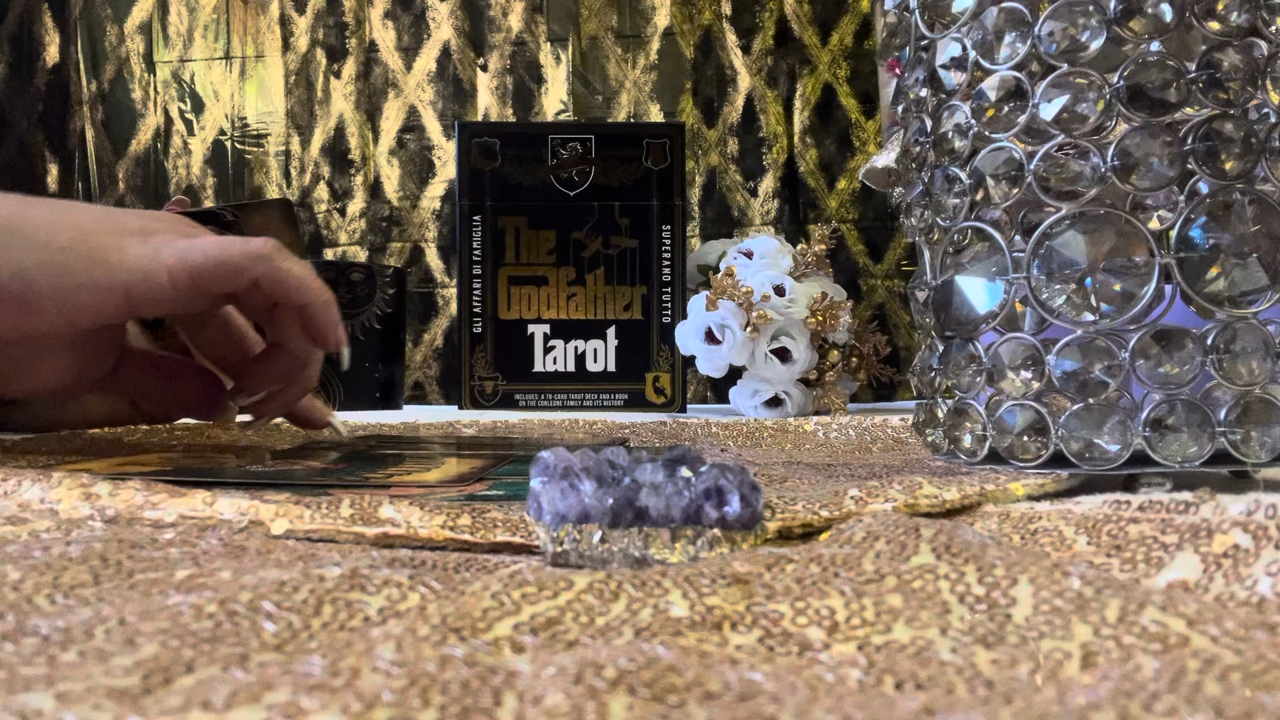 GLI AFFARI DI FAMIGLIA
The
Godfather
Tarot
SUPERANO TUTTO
INCLUDES: A 78-CARD TAROT DECK AND A BOOK
ON THE CORLEONE FAMILY AND ITS HISTORY